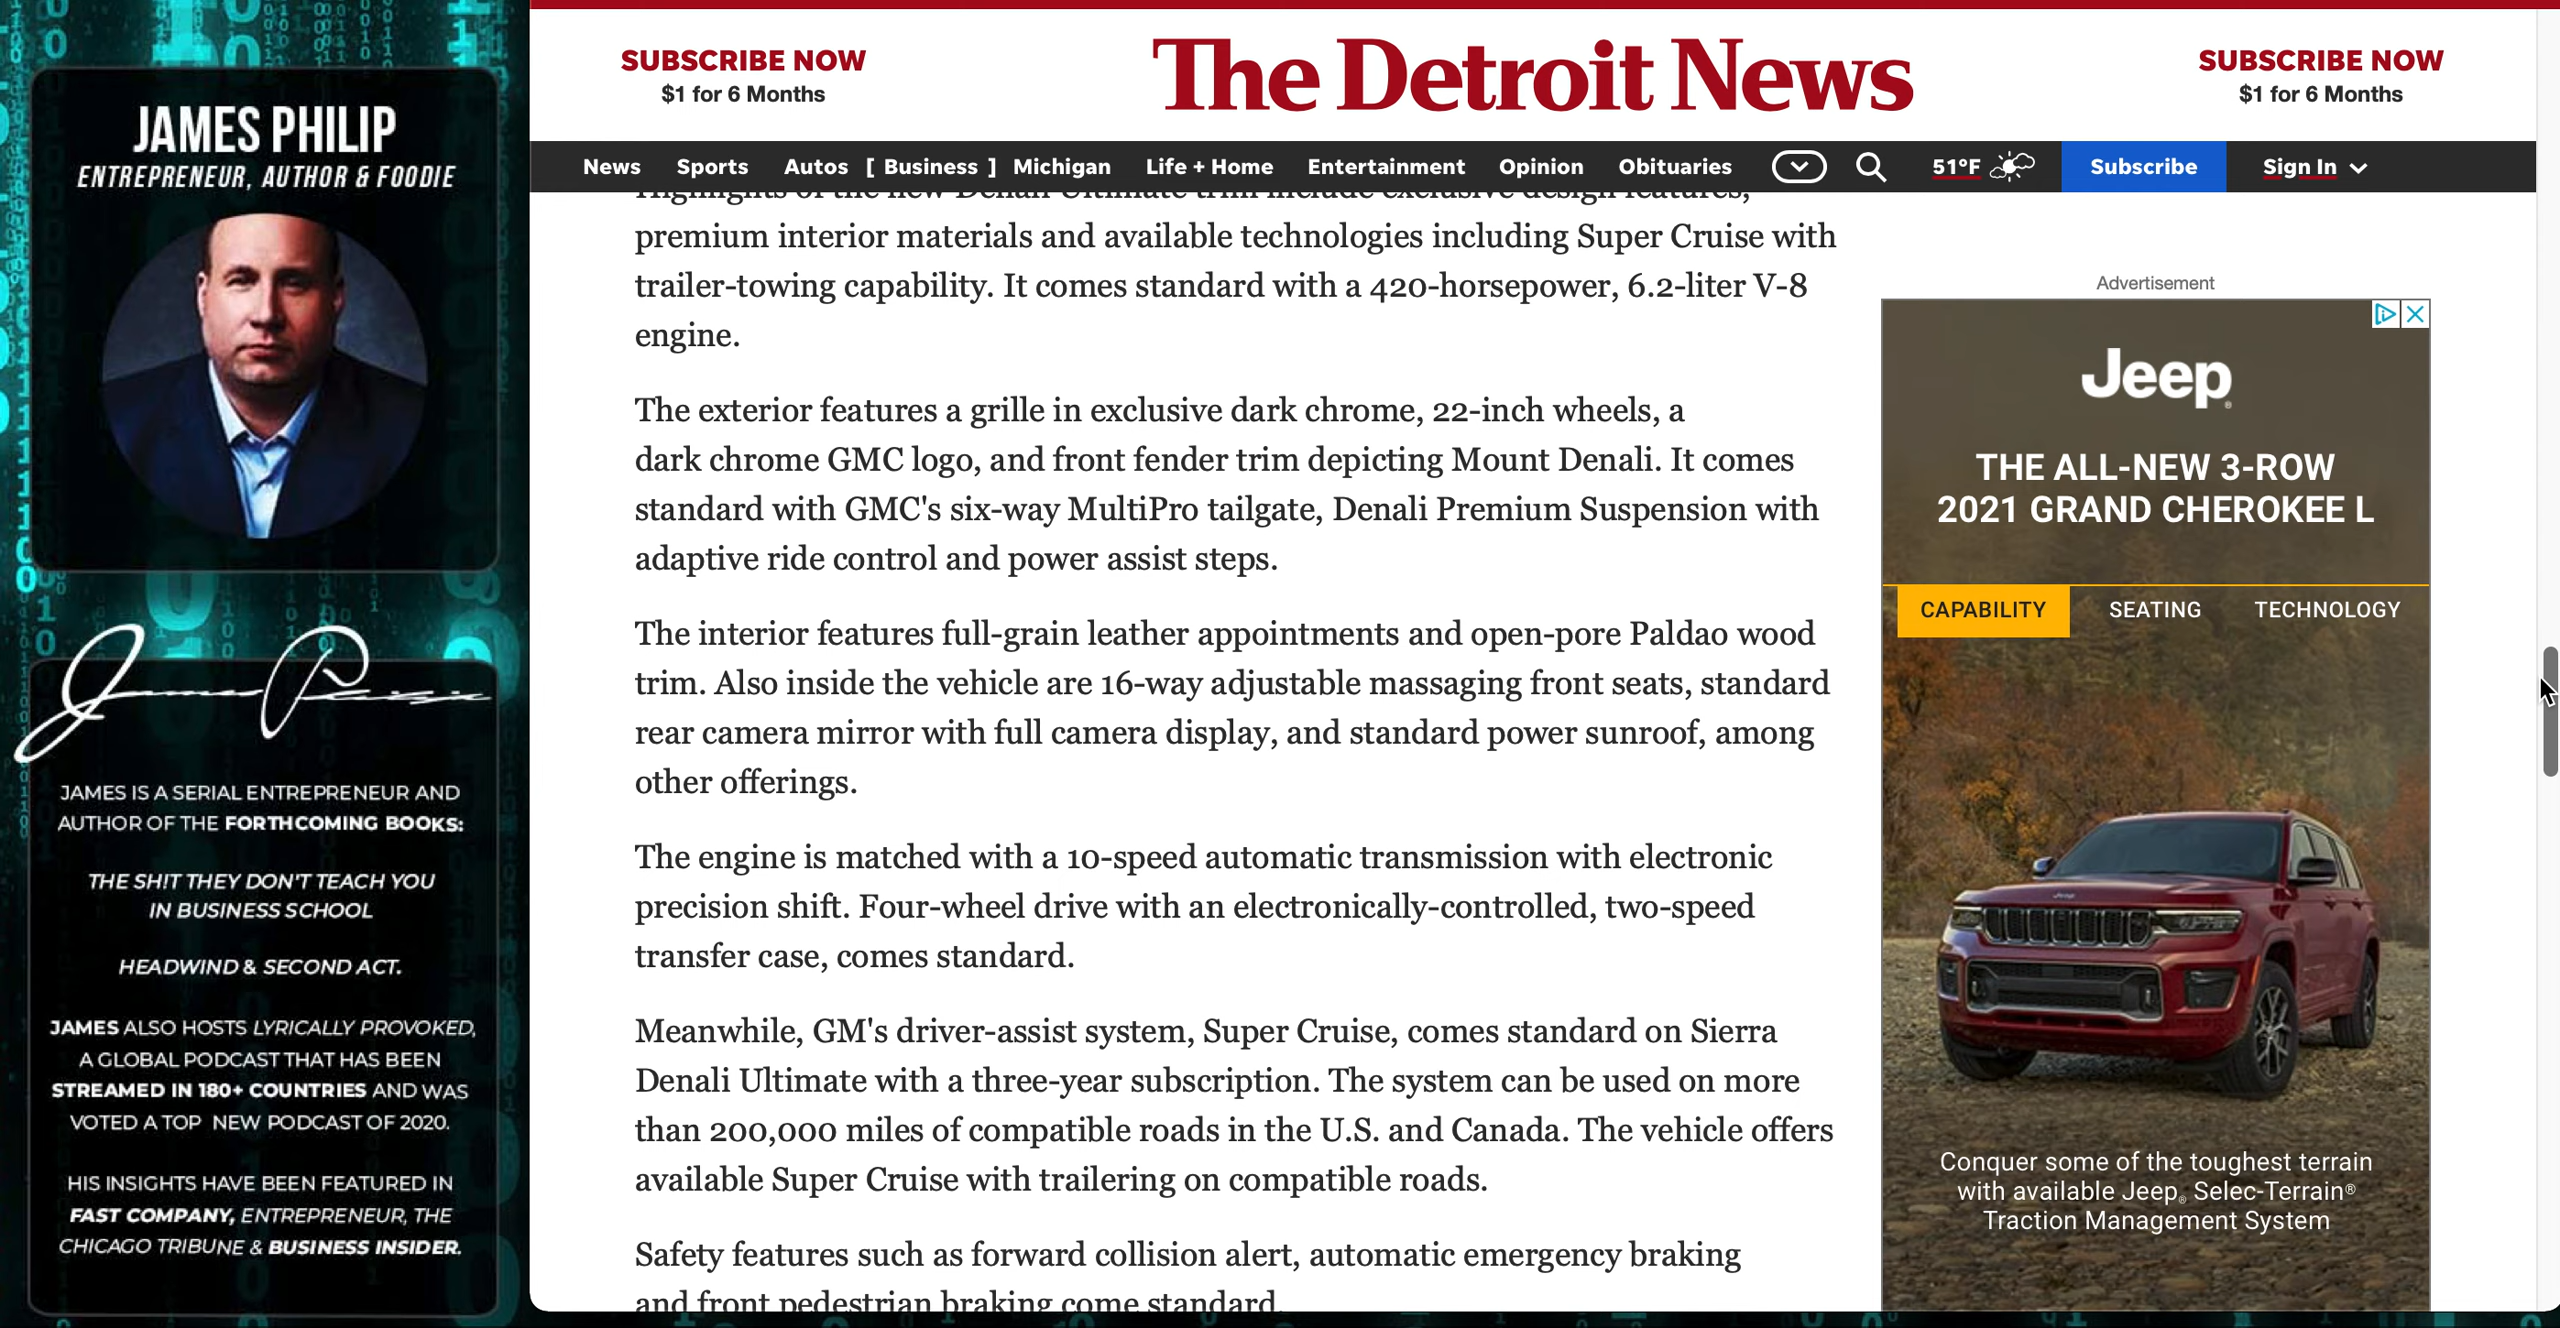 JAMES PHILIP
ENTREPRENEUR, AUTHOR & FOODIE
JAMES IS A SERIAL ENTREPRENEUR AND
AUTHOR OF THE FORTHCOMING BOOKS:
THE SH!T THEY DON'T TEACH YOU
IN BUSINESS SCHOOL
HEADWIND & SECOND ACT.
JAMES ALSO HOSTS LYRICALLY PROVOKED,
A GLOBAL PODCAST THAT HAS BEEN
STREAMED IN 180+ COUNTRIES AND WAS
VOTED A TOP NEW PODCAST OF 2020.
HIS INSIGHTS HAVE BEEN FEATURED IN
FAST COMPANY, ENTREPRENEUR, THE
CHICAGO TRIBUNE & BUSINESS INSIDER.
SUBSCRIBE NOW
$1 for 6 Months
The Detroit News
SUBSCRIBE NOW
$1 for 6 Months
News Sports Autos [ Business ] Michigan Life + Home Entertainment Opinion Obituaries 51°F Subscribe Sign In
Highlights of the new Denali Ultimate trim include exclusive design features,
premium interior materials and available technologies including Super Cruise with
trailer-towing capability. It comes standard with a 420-horsepower, 6.2-liter V-8
engine.
The exterior features a grille in exclusive dark chrome, 22-inch wheels, a
dark chrome GMC logo, and front fender trim depicting Mount Denali. It comes
standard with GMC's six-way MultiPro tailgate, Denali Premium Suspension with
adaptive ride control and power assist steps.
The interior features full-grain leather appointments and open-pore Paldao wood
trim. Also inside the vehicle are 16-way adjustable massaging front seats, standard
rear camera mirror with full camera display, and standard power sunroof, among
other offerings.
The engine is matched with a 10-speed automatic transmission with electronic
precision shift. Four-wheel drive with an electronically-controlled, two-speed
transfer case, comes standard.
Meanwhile, GM's driver-assist system, Super Cruise, comes standard on Sierra
Denali Ultimate with a three-year subscription. The system can be used on more
than 200,000 miles of compatible roads in the U.S. and Canada. The vehicle offers
available Super Cruise with trailering on compatible roads.
Safety features such as forward collision alert, automatic emergency braking
and front pedestrian braking come standard.
Advertisement
Jeep®
THE ALL-NEW 3-ROW
2021 GRAND CHEROKEE L
CAPABILITY SEATING TECHNOLOGY
Conquer some of the toughest terrain
with available Jeep® Selec-Terrain®
Traction Management System